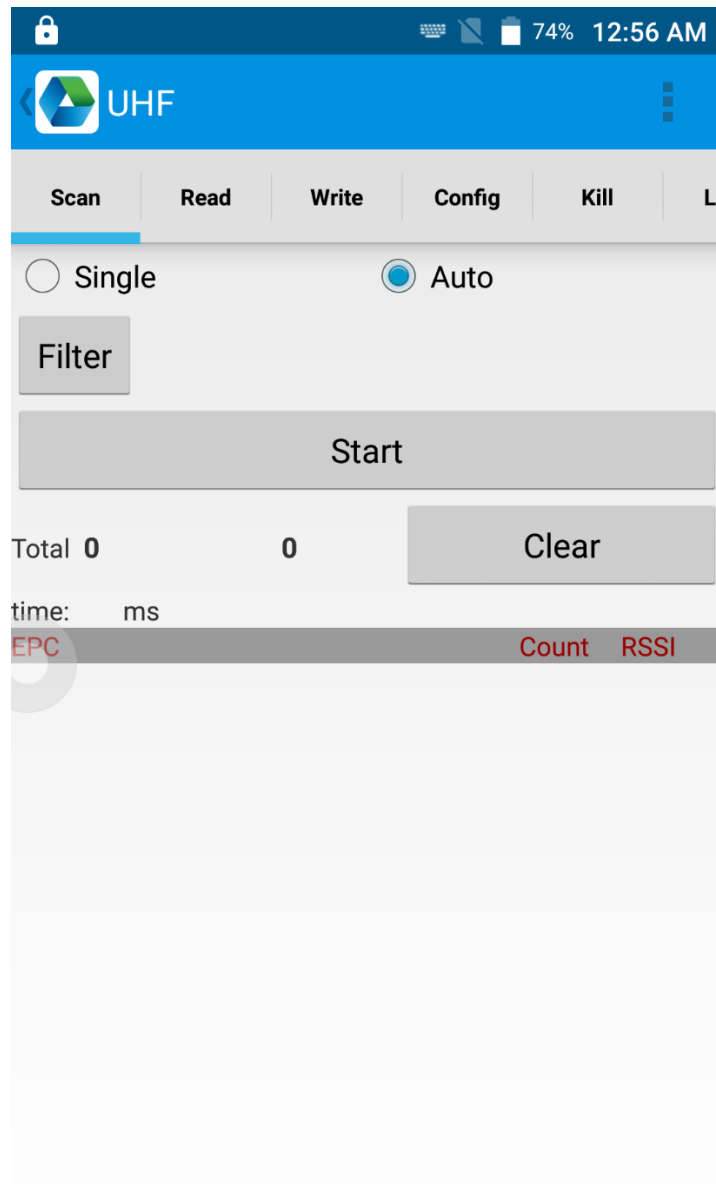 74% 12:56 AM
UHF
Scan Read Write Config Kill L
Single Auto
Filter
Start
Total 0 0 Clear
time: ms
EPC Count RSSI